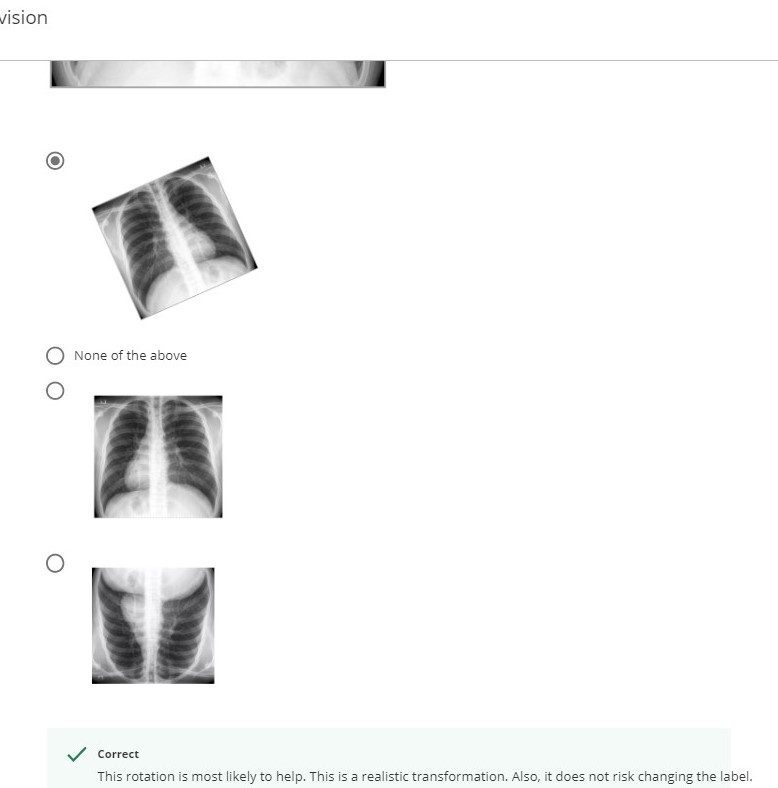 vision
None of the above
Correct
This rotation is most likely to help. This is a realistic transformation. Also, it does not risk changing the label.